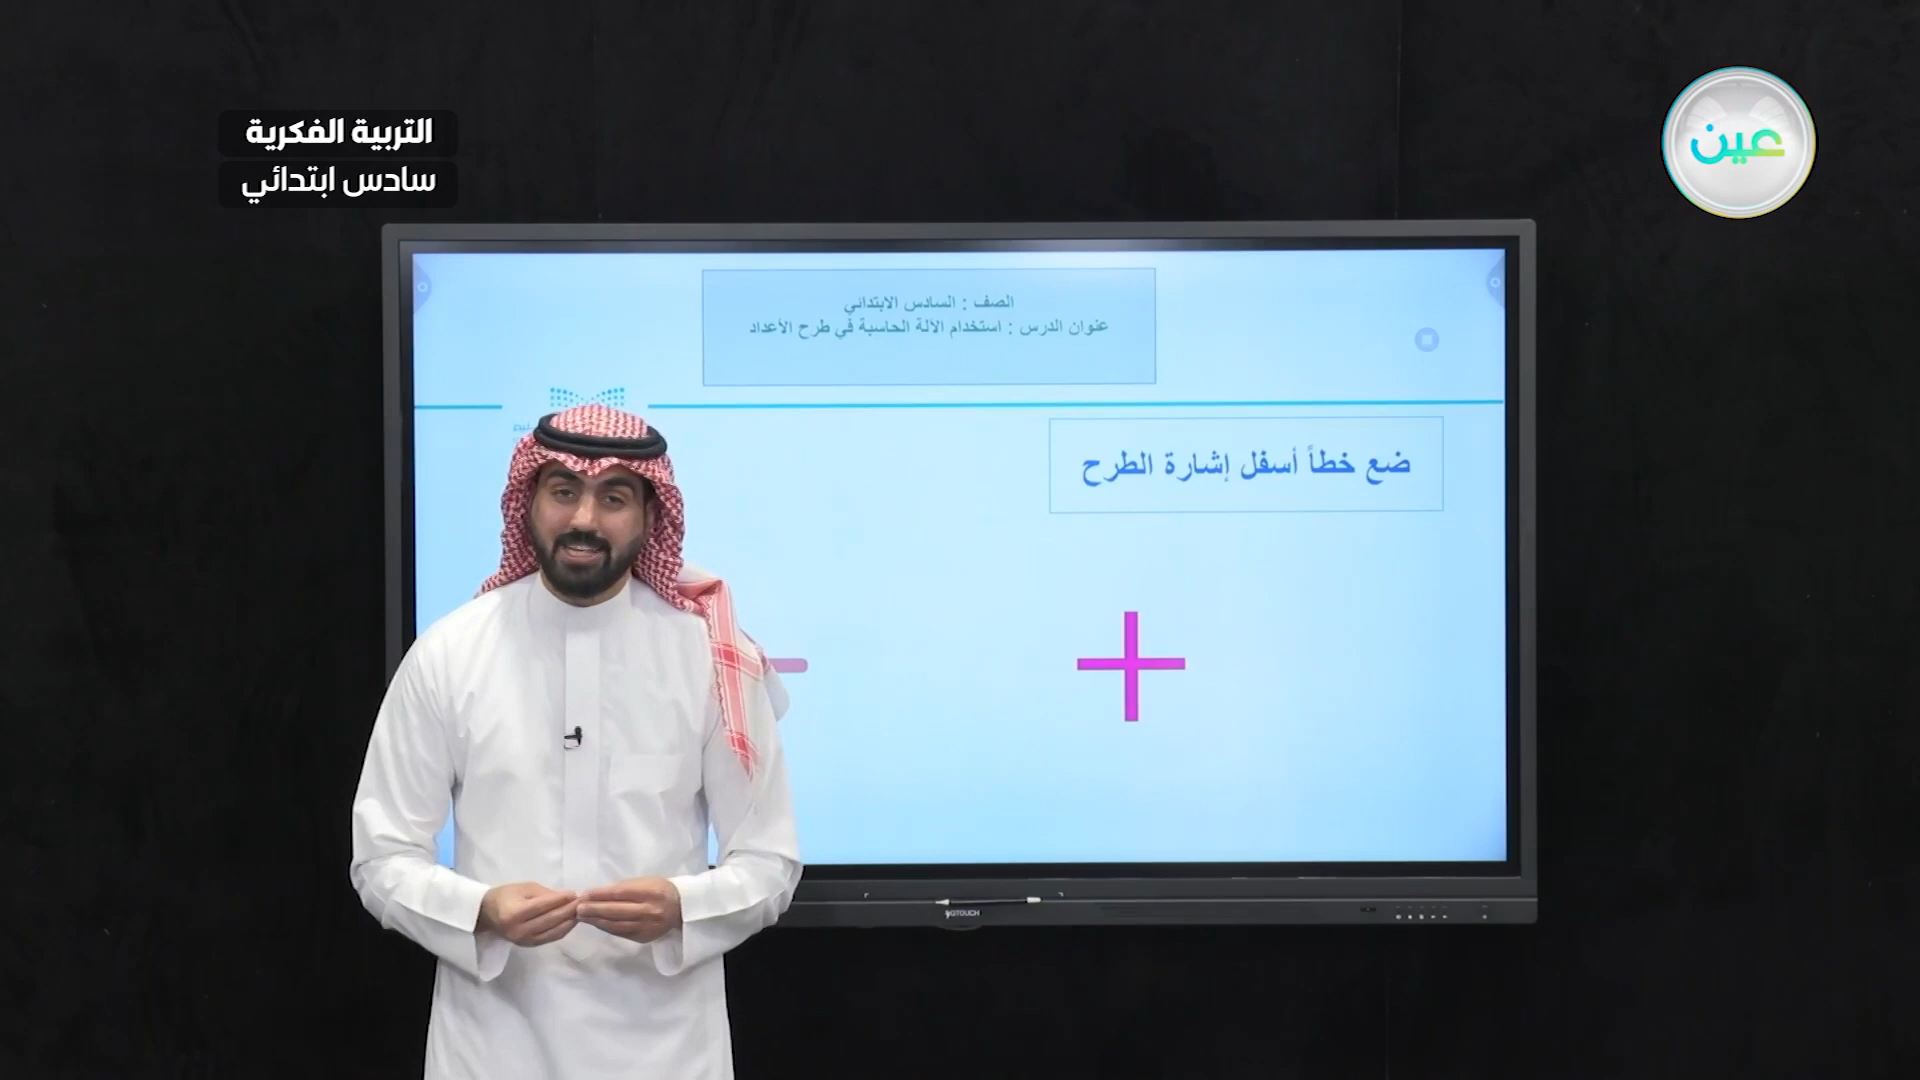 التربية الفكرية
سادس ابتدائي
عين
الصف : السادس الابتدائي
عنوان الدرس : استخدام الآلة الحاسبة في طرح الأعداد
ضع خطاً أسفل إشارة الطرح
+
-